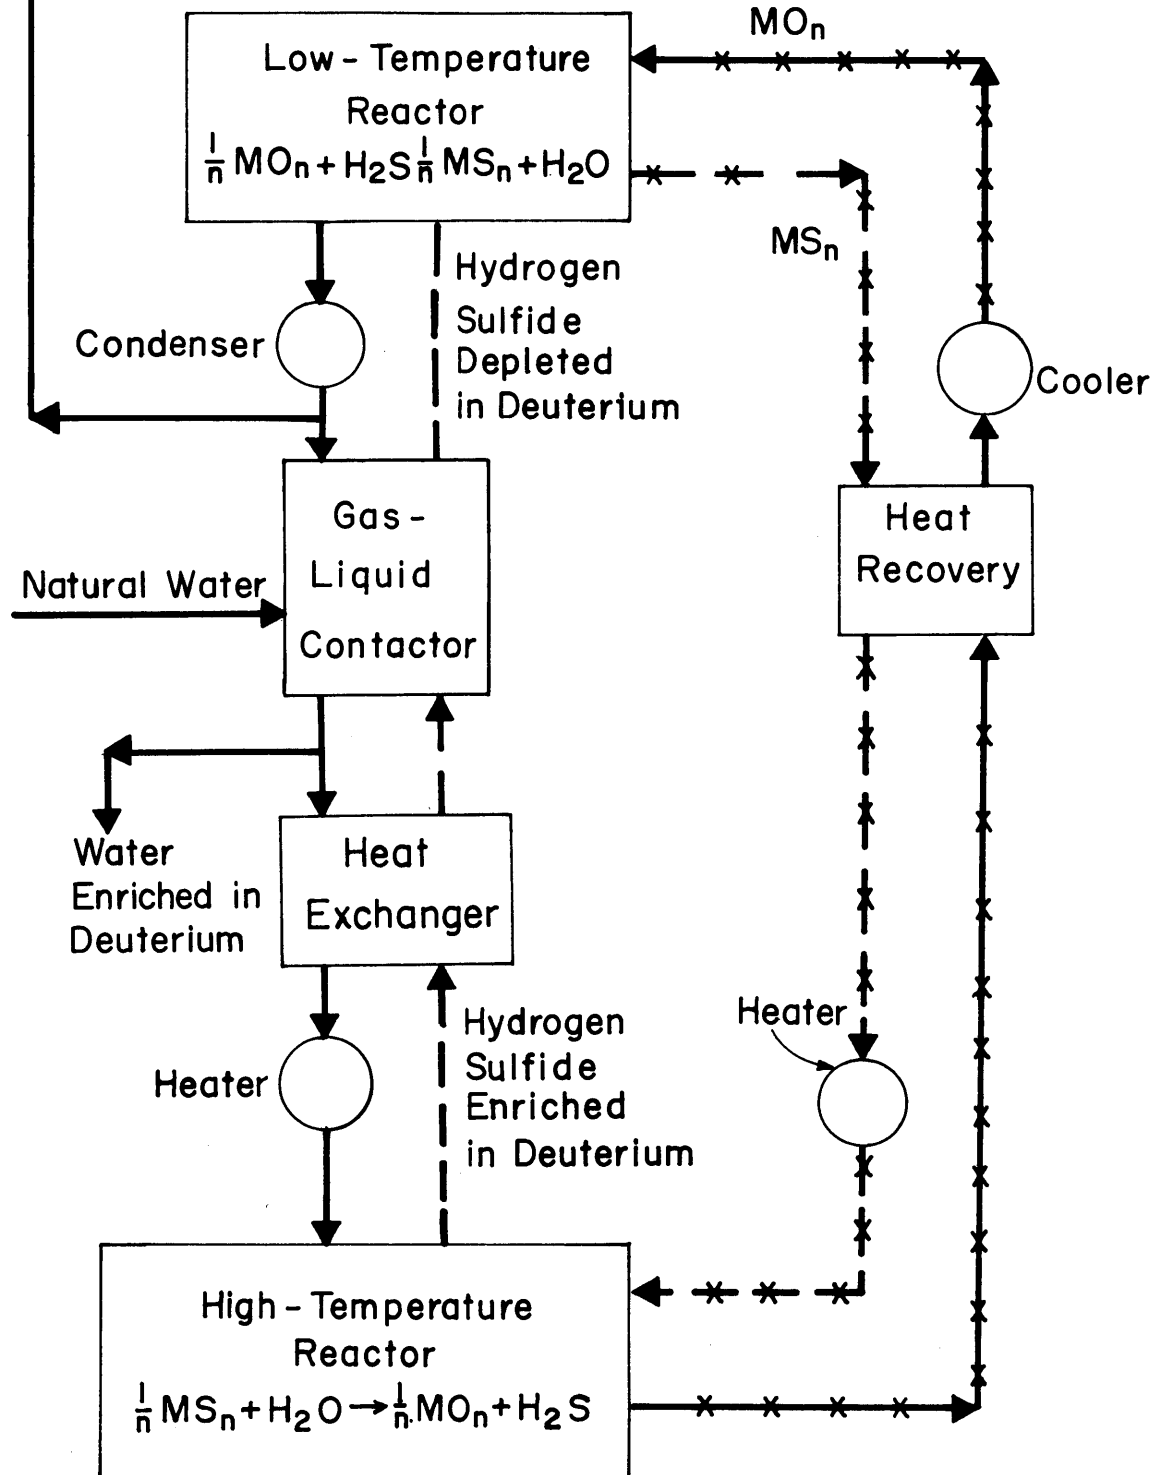 MOn
Low-Temperature
Reactor
1/n MOn+H2S 1/n MSn+H2O
MSn
Hydrogen
Sulfide
Depleted
in Deuterium
Condenser
Cooler
Gas-
Liquid
Contactor
Heat
Recovery
Natural Water
Water
Enriched in
Deuterium
Heat
Exchanger
Hydrogen
Sulfide
Enriched
in Deuterium
Heater
Heater
High-Temperature
Reactor
1/n MSn+H2O→1/n.MOn+H2S